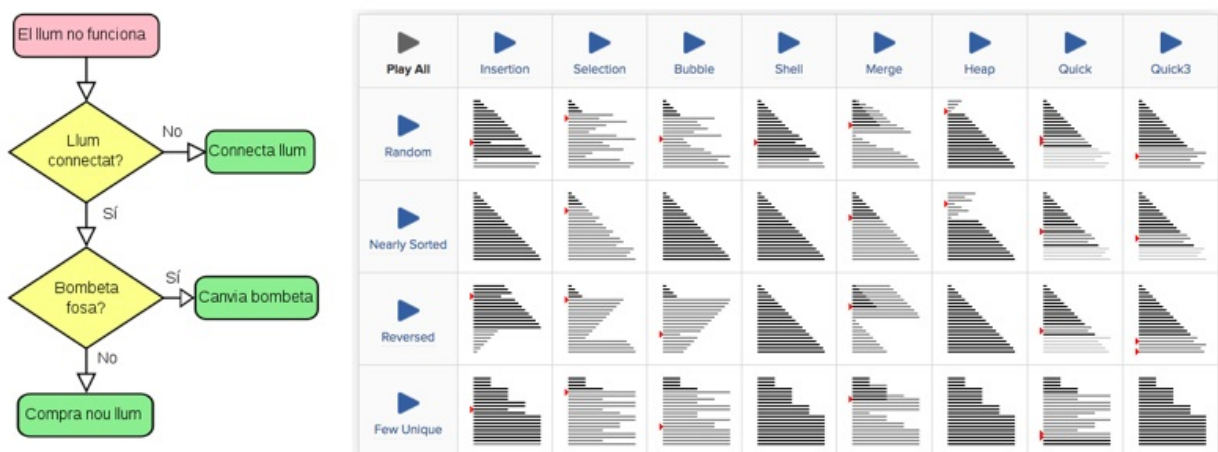 El llum no funciona
Llum
connectat?
No
Connecta llum
Sí
Bombeta
fosa?
Sí
Canvia bombeta
No
Compra nou llum
Play All
Insertion
Selection
Bubble
Shell
Merge
Heap
Quick
Quick3
Random
Nearly Sorted
Reversed
Few Unique